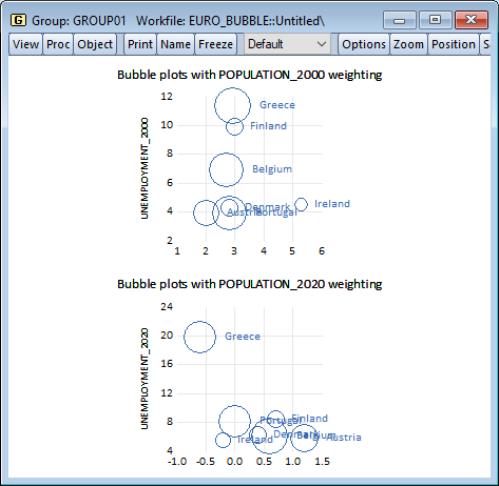 Group: GROUP01 Workfile: EURO_BUBBLE::Untitled\
View Proc Object Print Name Freeze Default Options Zoom Position S
Bubble plots with POPULATION_2000 weighting
UNEMPLOYMENT_2000
12
10
8
6
4
2
Greece
Finland
Belgium
Ireland
Denmark
Austria
Portugal
1 2 3 4 5 6
Bubble plots with POPULATION_2020 weighting
UNEMPLOYMENT_2020
24
20
16
12
8
4
Greece
Portugal
Finland
Ireland
Denmark
Belgium
Austria
-1.0 -0.5 0.0 0.5 1.0 1.5